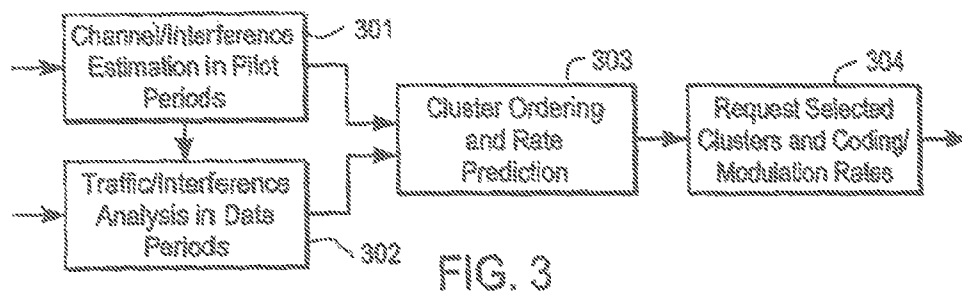 Channel/Interference
Estimation in Pilot
Periods
301
Traffic/Interference
Analysis in Data
Periods
302
Cluster Ordering
and Rate
Prediction
303
Request Selected
Clusters and Coding/
Modulation Rates
304
FIG. 3